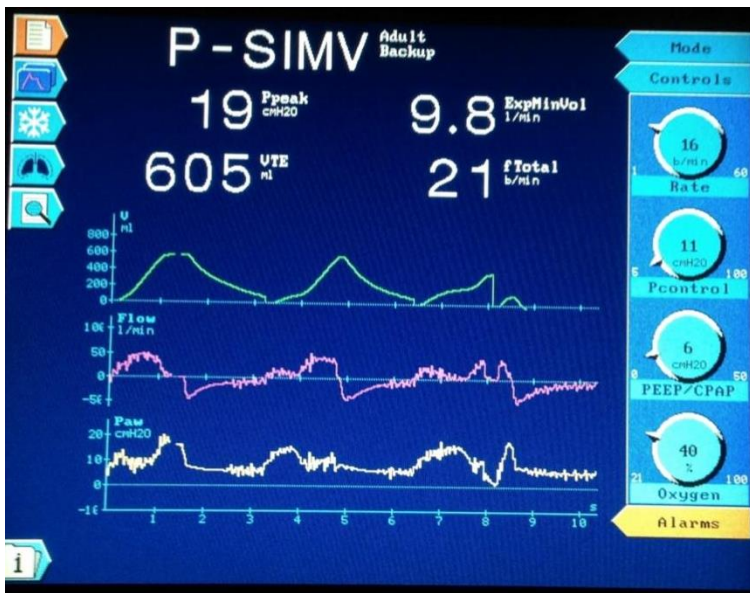 P-SIMV Adult Backup
19 Ppeak cmH2O
9.8 ExpMinVol l/min
605 VTE ml
21 fTotal b/min
Mode
Controls
16
b/min
1 60
Rate
11
cmH2O
5 100
Pcontrol
6
cmH2O
0 50
PEEP/CPAP
40
%
21 100
Oxygen
Alarms
V
ml
800
600
400
200
0
Flow
l/min
50
0
Paw
cmH2O
20
10
0
1 2 3 4 5 6 7 8 9 10 s
i